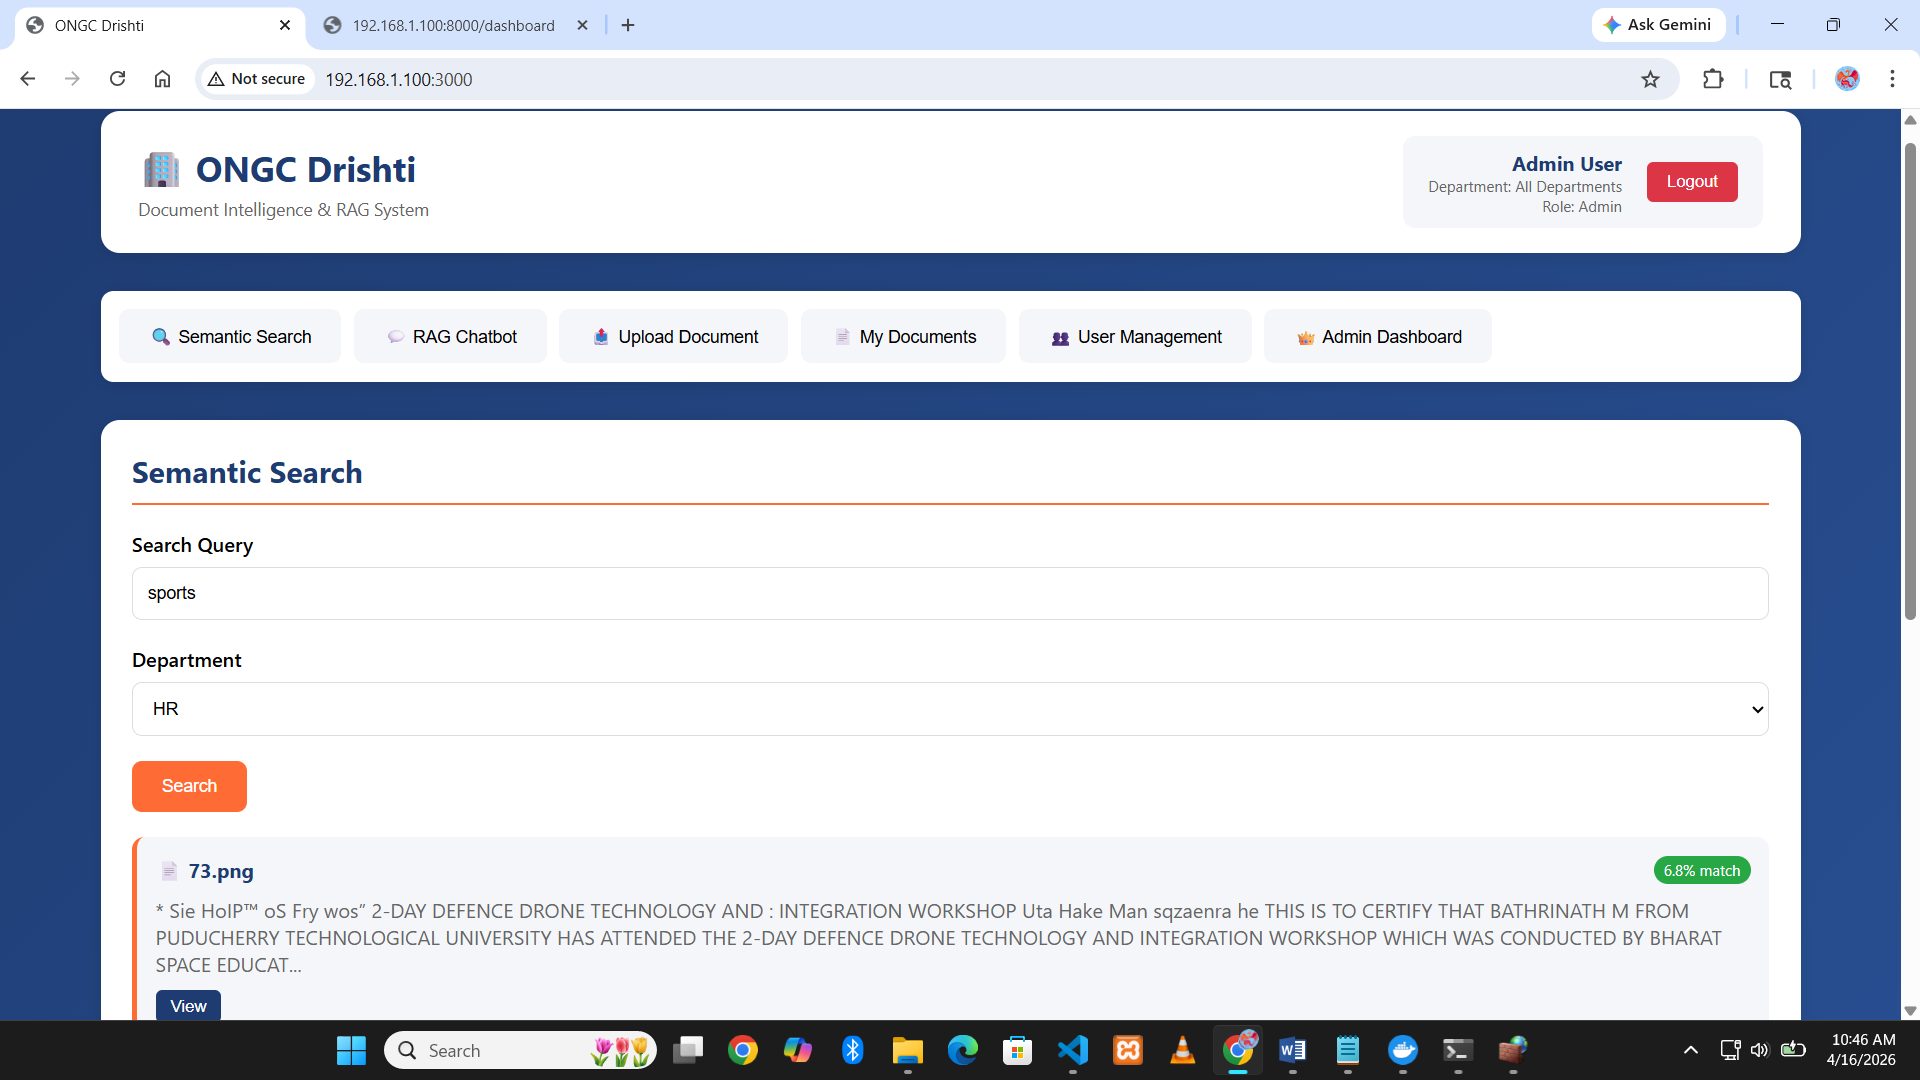 ONGC Drishti
192.168.1.100:8000/dashboard
Ask Gemini
Not secure
192.168.1.100:3000
ONGC Drishti
Document Intelligence & RAG System
Admin User
Department: All Departments
Role: Admin
Logout
Semantic Search
RAG Chatbot
Upload Document
My Documents
User Management
Admin Dashboard
Semantic Search
Search Query
sports
Department
HR
Search
73.png
6.8% match
* Sie HoIP™ oS Fry wos” 2-DAY DEFENCE DRONE TECHNOLOGY AND : INTEGRATION WORKSHOP Uta Hake Man sqzaenra he THIS IS TO CERTIFY THAT BATHRINATH M FROM
PUDUCHERRY TECHNOLOGICAL UNIVERSITY HAS ATTENDED THE 2-DAY DEFENCE DRONE TECHNOLOGY AND INTEGRATION WORKSHOP WHICH WAS CONDUCTED BY BHARAT
SPACE EDUCAT...
View
Search
10:46 AM
4/16/2026